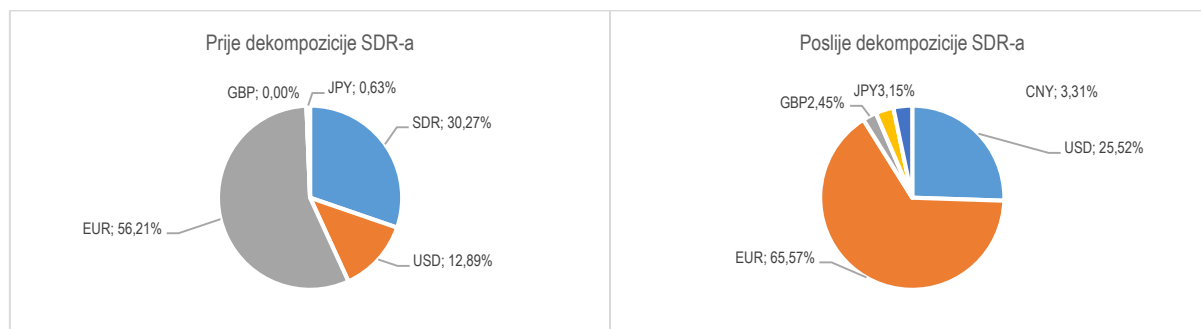 Prije dekompozicije SDR-a
GBP; 0,00%
JPY; 0,63%
SDR; 30,27%
EUR; 56,21%
USD; 12,89%
Poslije dekompozicije SDR-a
GBP2,45%
JPY3,15%
CNY; 3,31%
USD; 25,52%
EUR; 65,57%